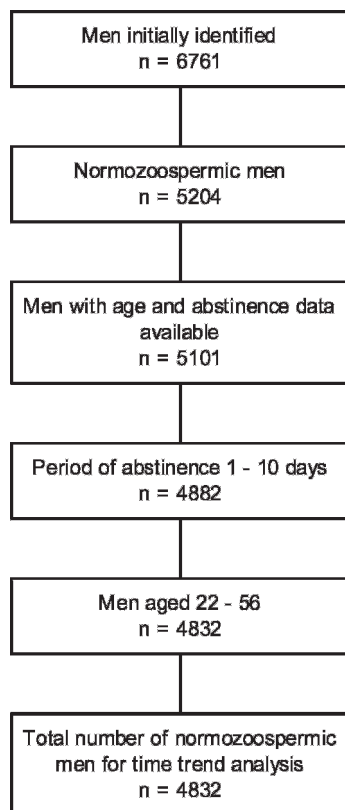 Men initially identified
n = 6761
Normozoospermic men
n = 5204
Men with age and abstinence data
available
n = 5101
Period of abstinence 1 - 10 days
n = 4882
Men aged 22 - 56
n = 4832
Total number of normozoospermic
men for time trend analysis
n = 4832